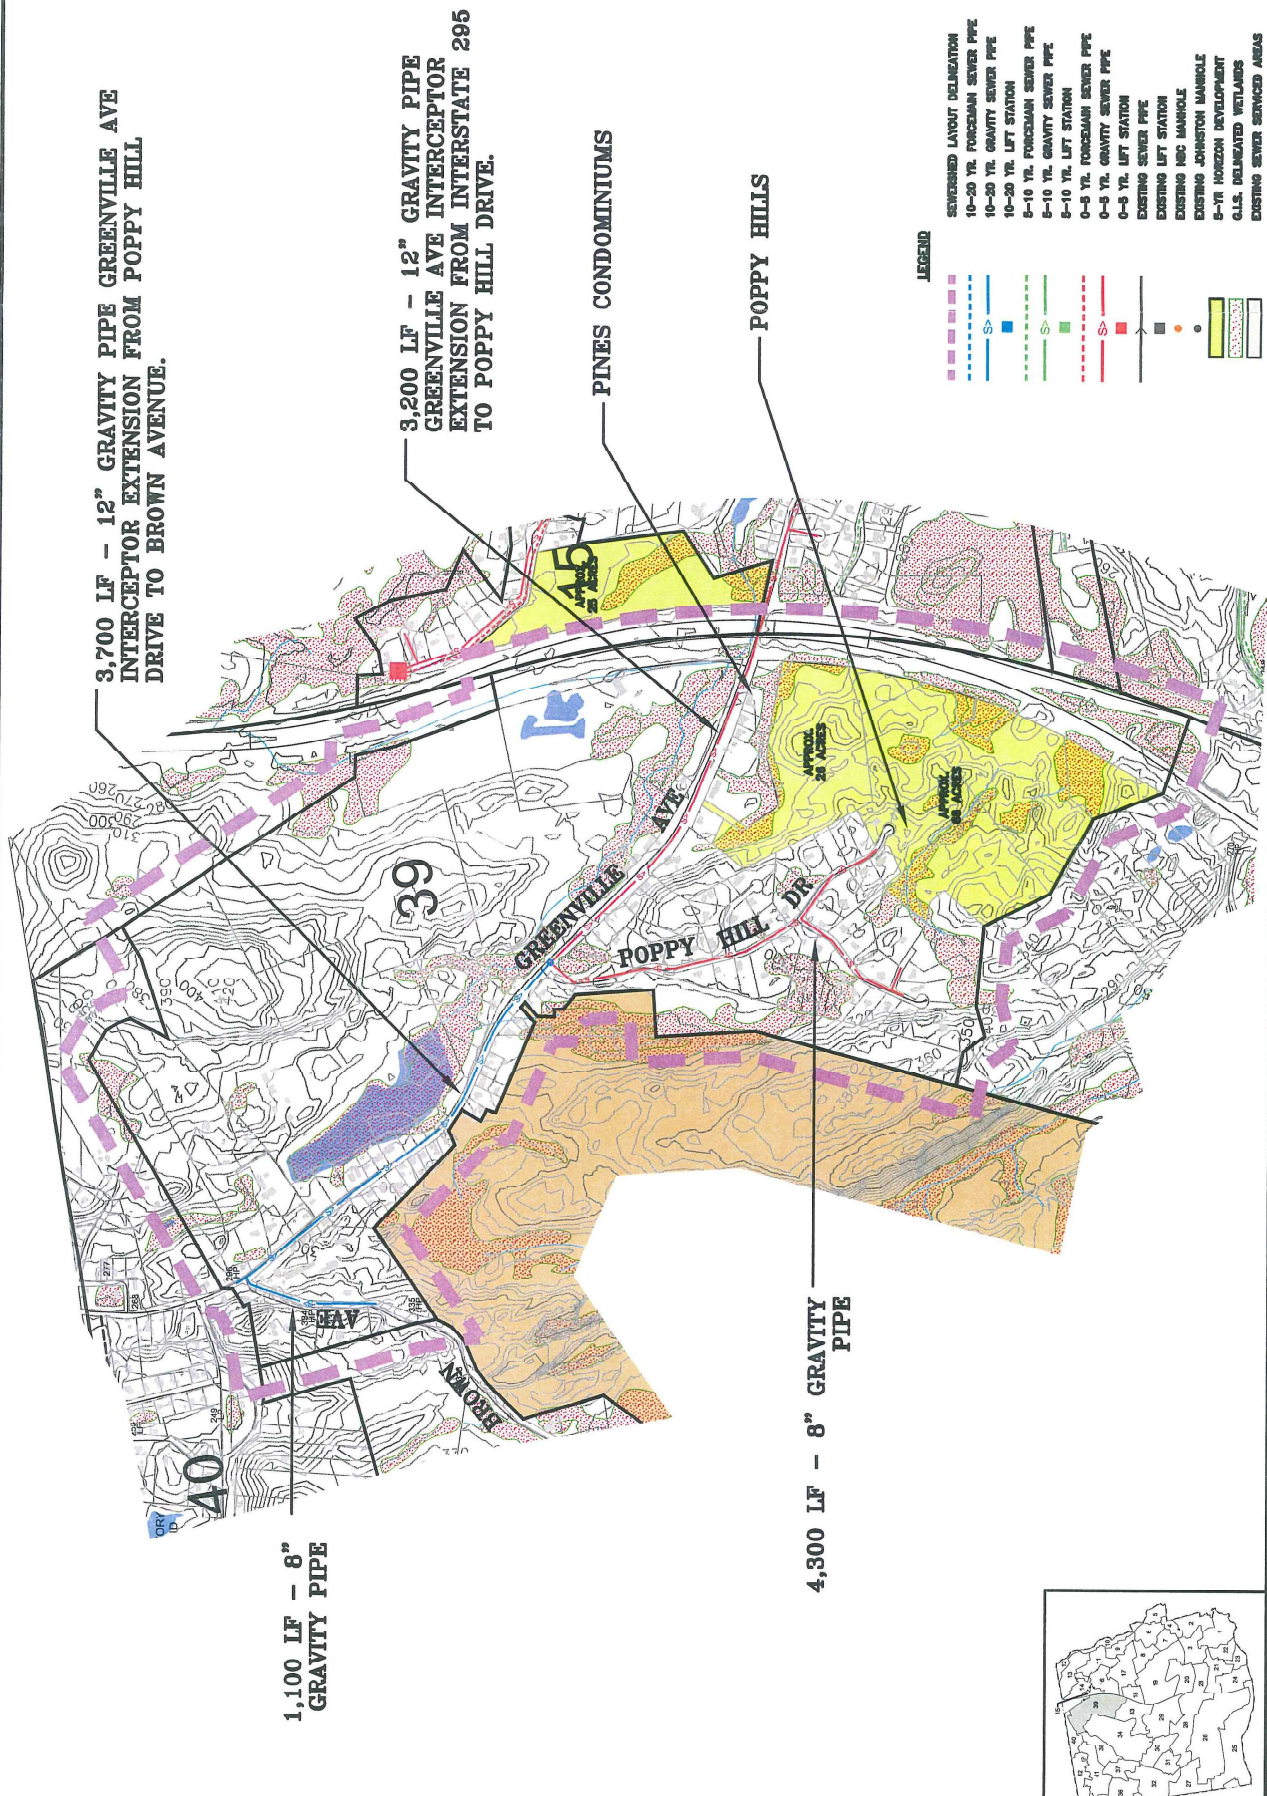 3,700 LF – 12" GRAVITY PIPE GREENVILLE AVE
INTERCEPTOR EXTENSION FROM POPPY HILL
DRIVE TO BROWN AVENUE.
3,200 LF – 12" GRAVITY PIPE
GREENVILLE AVE INTERCEPTOR
EXTENSION FROM INTERSTATE 295
TO POPPY HILL DRIVE.
PINES CONDOMINIUMS
POPPY HILLS
1,100 LF – 8"
GRAVITY PIPE
4,300 LF – 8" GRAVITY
PIPE
GREENVILLE AVE
POPPY HILL DR
BROWN AVE
39
40
45
APPROX.
25 ACRES
APPROX.
26 ACRES
APPROX.
68 ACRES
LEGEND
SEWERSHED LAYOUT DELINEATION
10-20 YR. FORCEMAIN SEWER PIPE
10-20 YR. GRAVITY SEWER PIPE
10-20 YR. LIFT STATION
5-10 YR. FORCEMAIN SEWER PIPE
5-10 YR. GRAVITY SEWER PIPE
5-10 YR. LIFT STATION
0-5 YR. FORCEMAIN SEWER PIPE
0-5 YR. GRAVITY SEWER PIPE
0-5 YR. LIFT STATION
EXISTING SEWER PIPE
EXISTING LIFT STATION
EXISTING NBC MANHOLE
EXISTING JOHNSTON MANHOLE
5-YR HORIZON DEVELOPMENT
G.I.S. DELINEATED WETLANDS
EXISTING SEWER SERVICED AREAS